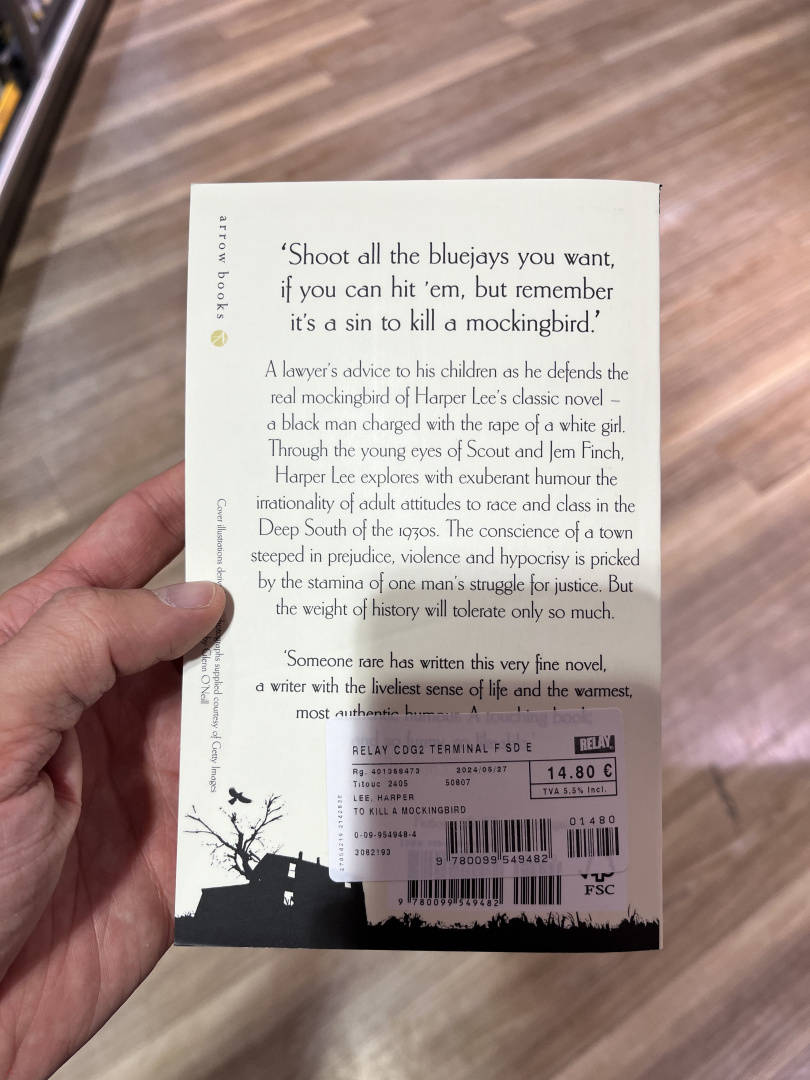 arrow books
‘Shoot all the bluejays you want,
if you can hit ’em, but remember
it’s a sin to kill a mockingbird.’
A lawyer’s advice to his children as he defends the
real mockingbird of Harper Lee’s classic novel –
a black man charged with the rape of a white girl.
Through the young eyes of Scout and Jem Finch,
Harper Lee explores with exuberant humour the
irrationality of adult attitudes to race and class in the
Deep South of the 1930s. The conscience of a town
steeped in prejudice, violence and hypocrisy is pricked
by the stamina of one man’s struggle for justice. But
the weight of history will tolerate only so much.
‘Someone rare has written this very fine novel,
a writer with the liveliest sense of life and the warmest,
most authentic humour. A touching book;
Cover illustrations supplied courtesy of Getty Images
Glenn O’Neill
RELAY CDG2 TERMINAL F SD E
RELAY
Rg. 401368473 2024/05/27
Titouc 2405 50807
14.80 €
TVA 5.5% Incl.
LEE, HARPER
TO KILL A MOCKINGBIRD
0-09-954948-4
3082193
01480
9 780099 549482
9 780099 549482
FSC